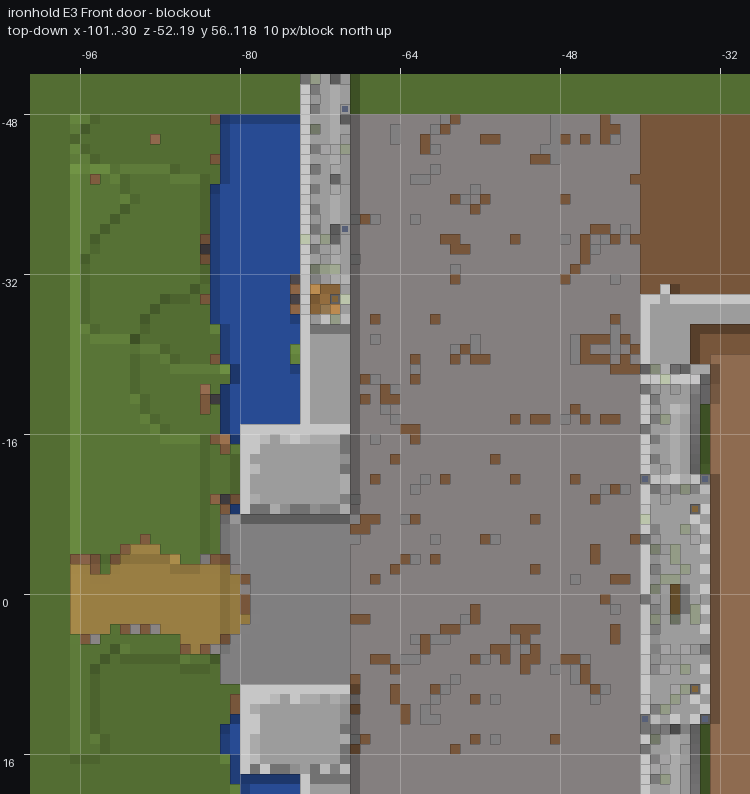 ironhold E3 Front door - blockout
top-down x -101..-30 z -52..19 y 56..118 10 px/block north up
-96 -80 -64 -48 -32
-48
-32
-16
0
16